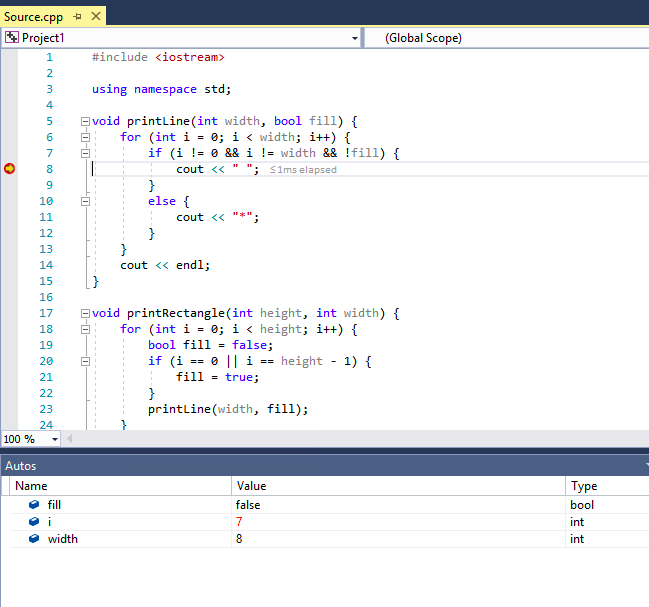 Source.cpp
Project1 (Global Scope)
1 #include <iostream>
2
3 using namespace std;
4
5 void printLine(int width, bool fill) {
6     for (int i = 0; i < width; i++) {
7         if (i != 0 && i != width && !fill) {
8             cout << " "; ≤1ms elapsed
9         }
10         else {
11             cout << "*";
12         }
13     }
14     cout << endl;
15 }
16
17 void printRectangle(int height, int width) {
18     for (int i = 0; i < height; i++) {
19         bool fill = false;
20         if (i == 0 || i == height - 1) {
21             fill = true;
22         }
23         printLine(width, fill);
24     }
100 %
Autos
Name Value Type
fill false bool
i 7 int
width 8 int